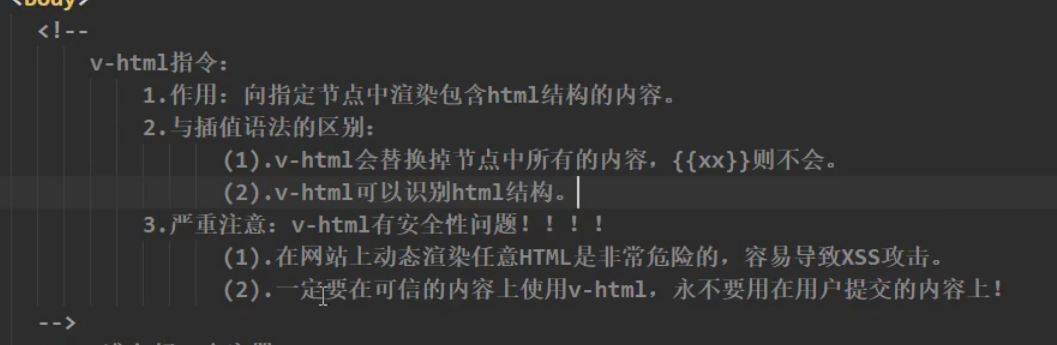 <body>
<!--
v-html指令：
1.作用：向指定节点中渲染包含html结构的内容。
2.与插值语法的区别：
(1).v-html会替换掉节点中所有的内容，{{xx}}则不会。
(2).v-html可以识别html结构。
3.严重注意：v-html有安全性问题！！！！
(1).在网站上动态渲染任意HTML是非常危险的，容易导致XSS攻击。
(2).一定要在可信的内容上使用v-html，永不要用在用户提交的内容上！
-->